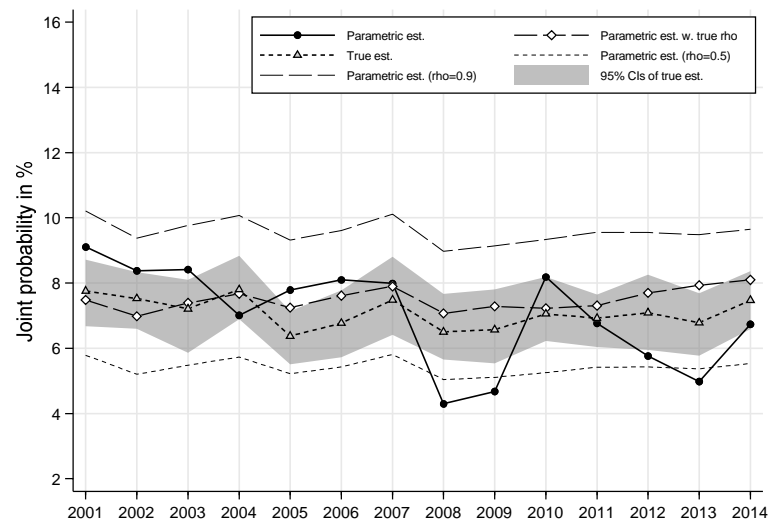 16
14
12
10
8
6
4
2
Joint probability in %
Parametric est.
Parametric est. w. true rho
True est.
Parametric est. (rho=0.5)
Parametric est. (rho=0.9)
95% CIs of true est.
2001 2002 2003 2004 2005 2006 2007 2008 2009 2010 2011 2012 2013 2014